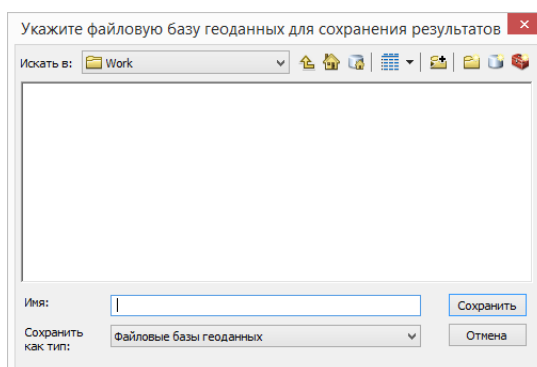 Укажите файловую базу геоданных для сохранения результатов
Искать в: Work
Имя:
Сохранить
Сохранить как тип: Файловые базы геоданных
Отмена